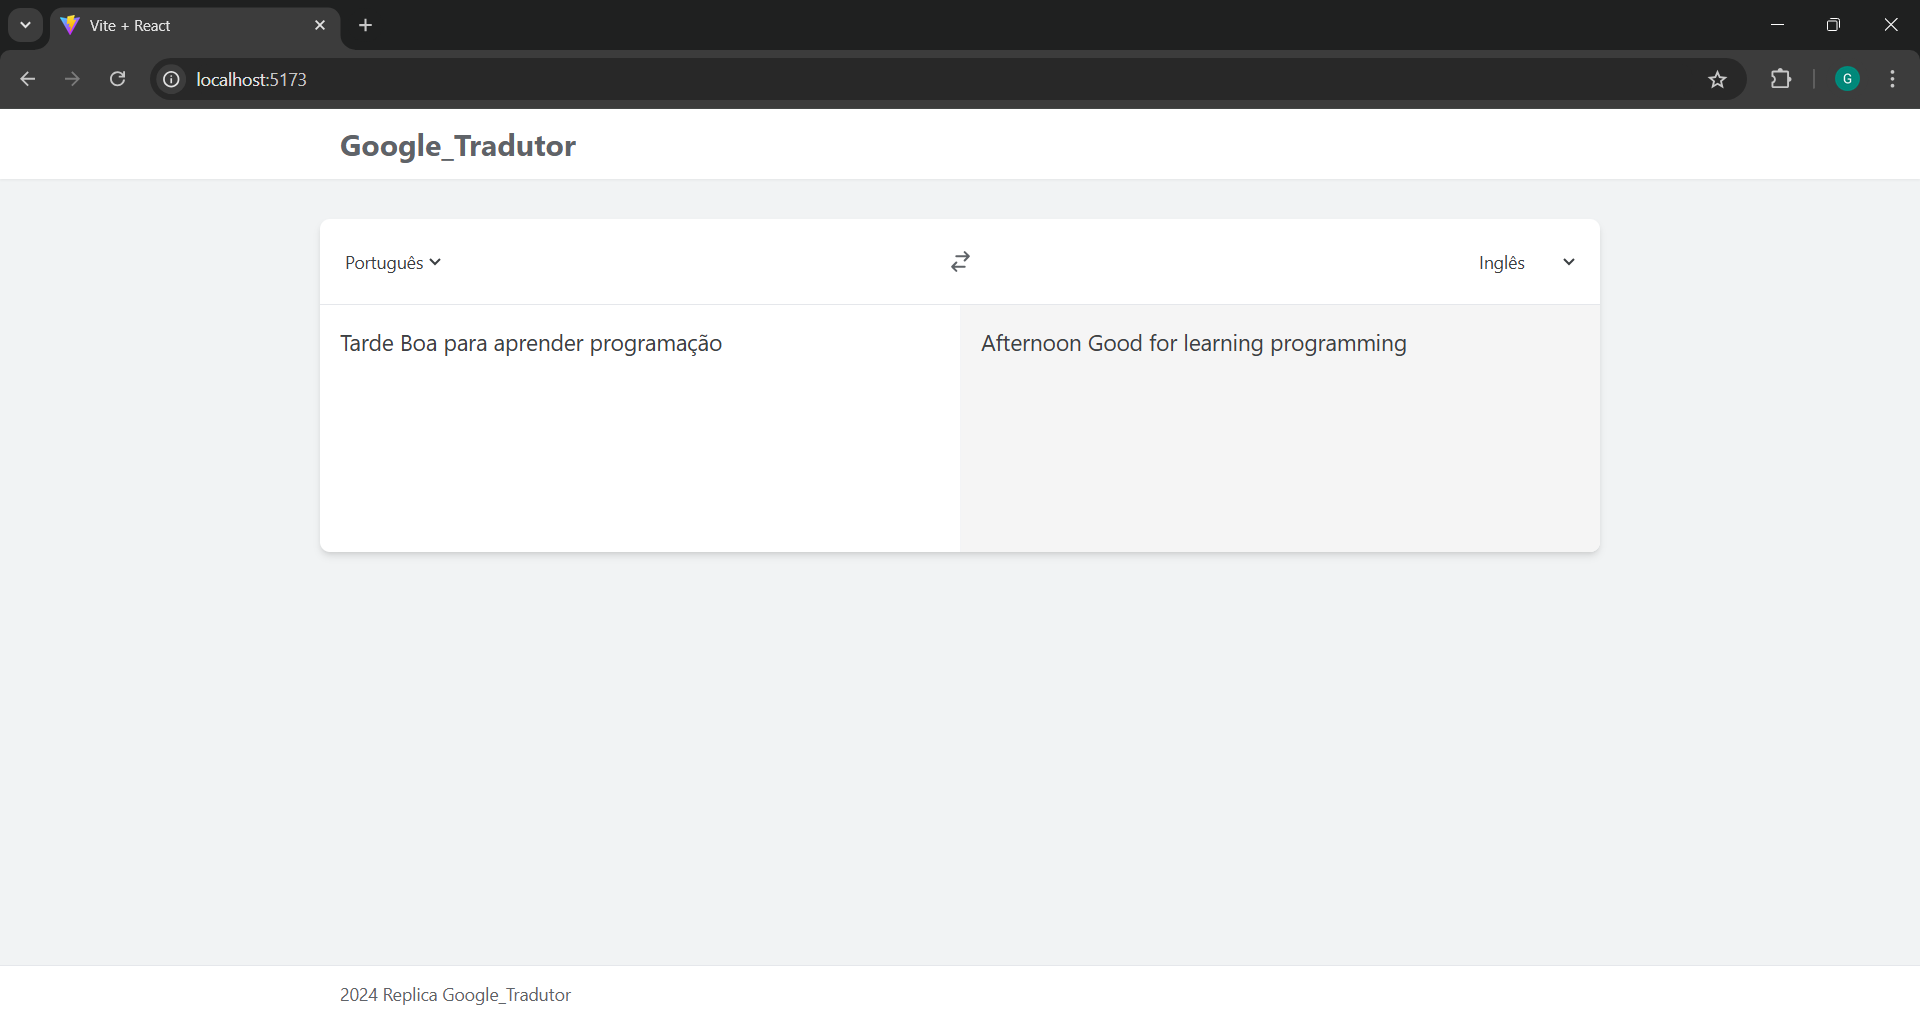 Vite + React
localhost:5173
G
Google_Tradutor
Português
Inglês
Tarde Boa para aprender programação
Afternoon Good for learning programming
2024 Replica Google_Tradutor